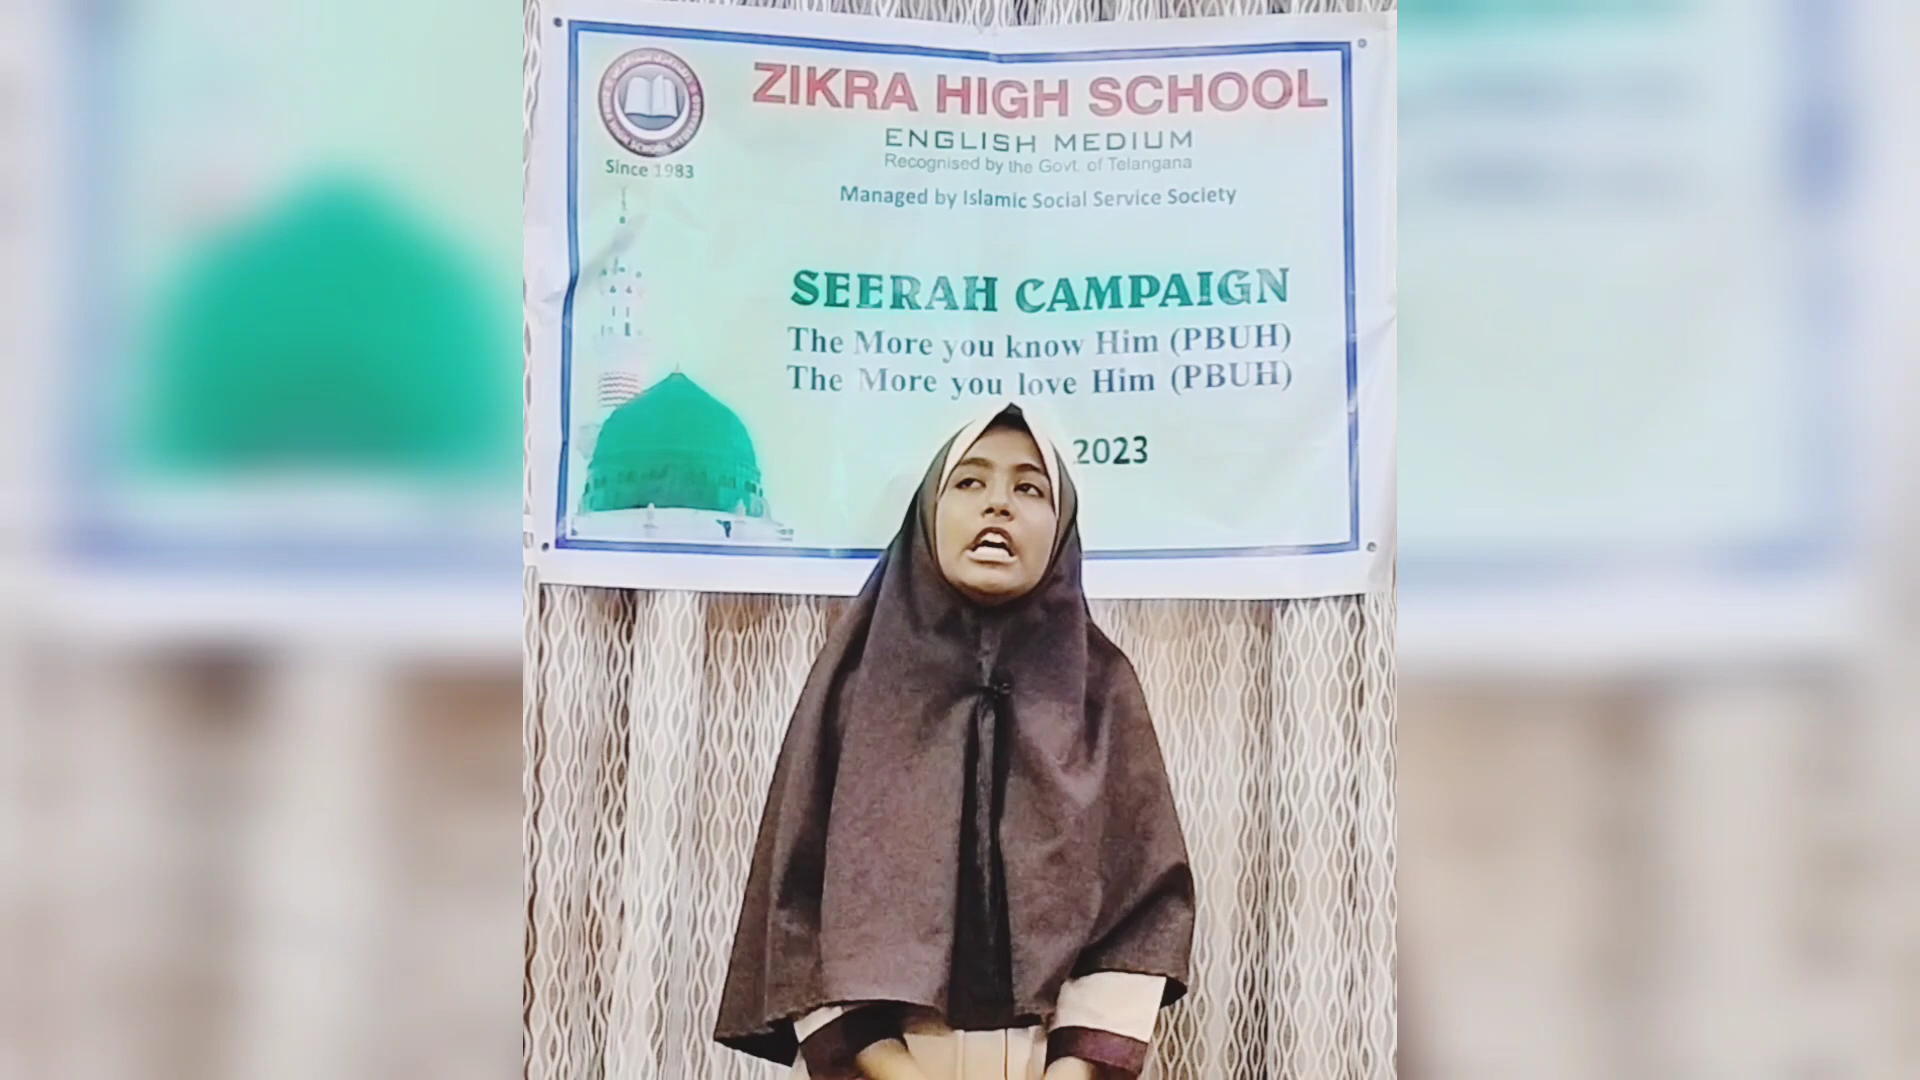 ZIKRA HIGH SCHOOL
ENGLISH MEDIUM
Recognised by the Govt. of Telangana
Managed by Islamic Social Service Society
Since 1983
SEERAH CAMPAIGN
The More you know Him (PBUH)
The More you love Him (PBUH)
2023